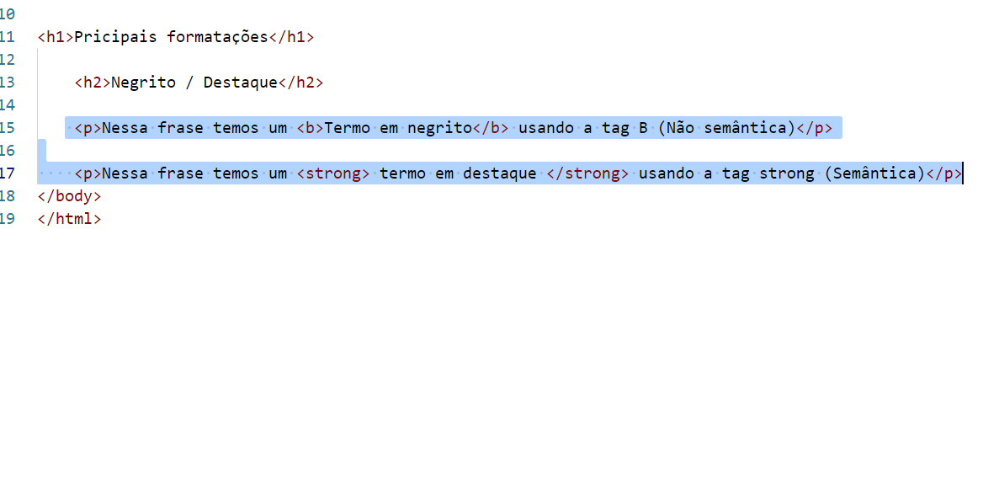 10
11 <h1>Pricipais formatações</h1>
12
13 <h2>Negrito / Destaque</h2>
14
15 <p>Nessa frase temos um <b>Termo em negrito</b> usando a tag B (Não semântica)</p>
16
17 <p>Nessa frase temos um <strong> termo em destaque </strong> usando a tag strong (Semântica)</p>
18 </body>
19 </html>